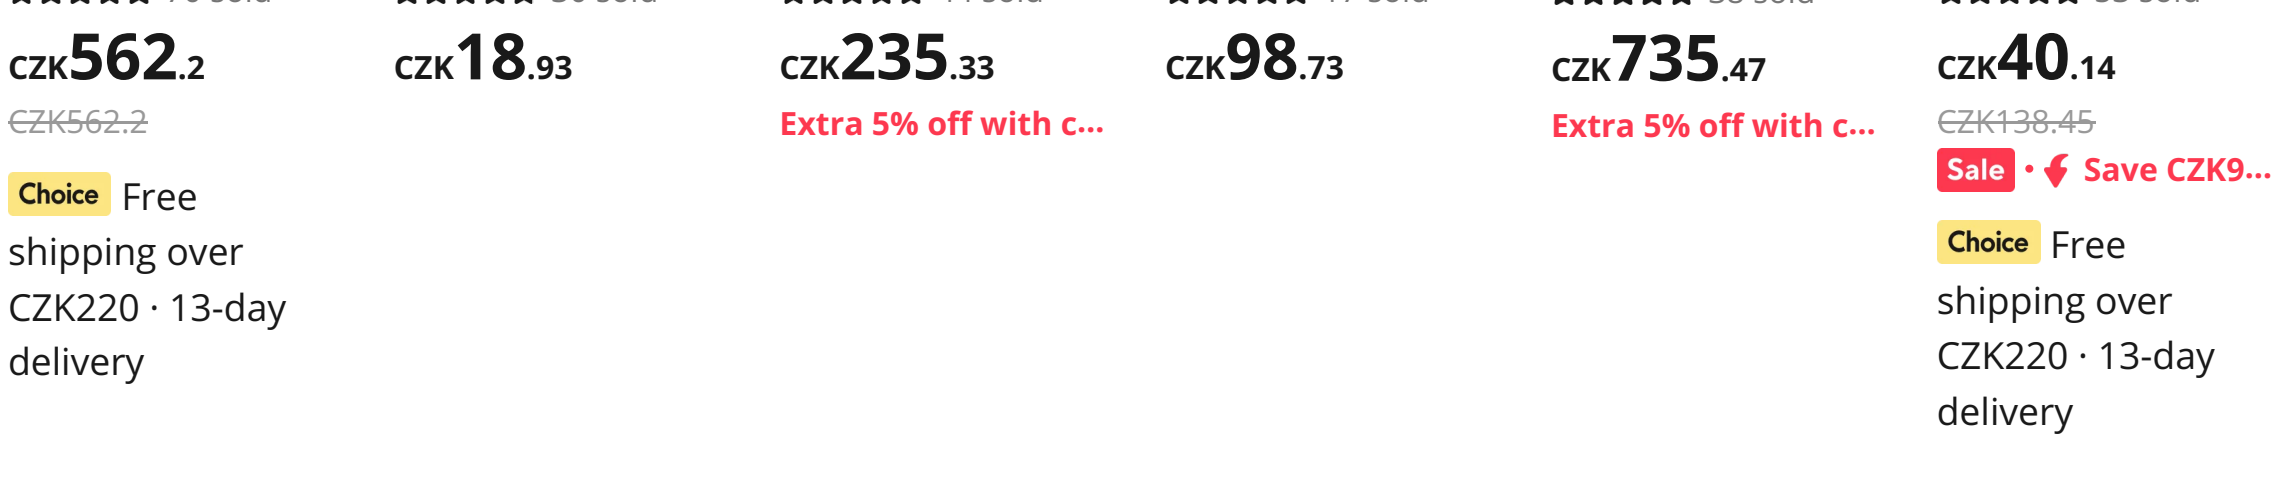 CZK562.2
CZK562.2
Choice Free
shipping over
CZK220 · 13-day
delivery
CZK18.93
CZK235.33
Extra 5% off with c...
CZK98.73
CZK735.47
Extra 5% off with c...
CZK40.14
CZK138.45
Sale · Save CZK9...
Choice Free
shipping over
CZK220 · 13-day
delivery